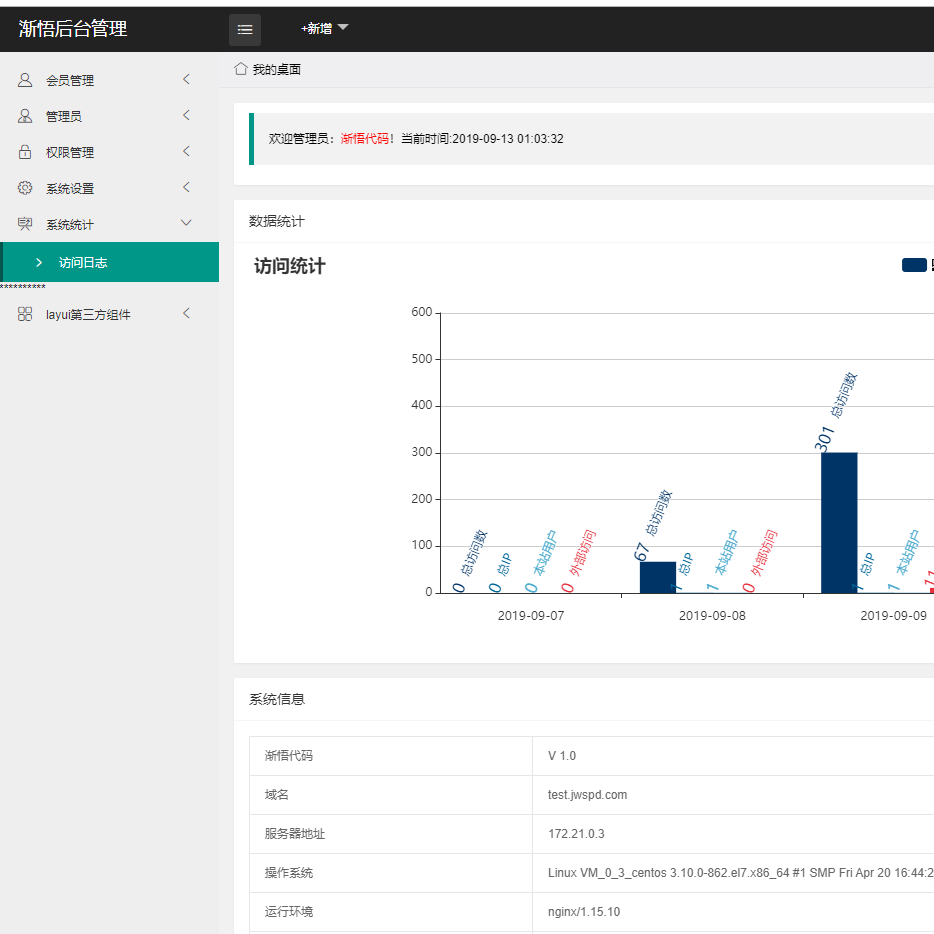 渐悟后台管理
+新增
会员管理
管理员
权限管理
系统设置
系统统计
访问日志
**********
layui第三方组件
我的桌面
欢迎管理员：渐悟代码！当前时间:2019-09-13 01:03:32
数据统计
访问统计
600
500
400
300
200
100
0
0 总访问数
0 总IP
0 本站用户
0 外部访问
67 总访问数
1 总IP
1 本站用户
0 外部访问
301 总访问数
1 总IP
1 本站用户
11
2019-09-07
2019-09-08
2019-09-09
系统信息
渐悟代码 V 1.0
域名 test.jwspd.com
服务器地址 172.21.0.3
操作系统 Linux VM_0_3_centos 3.10.0-862.el7.x86_64 #1 SMP Fri Apr 20 16:44:2
运行环境 nginx/1.15.10